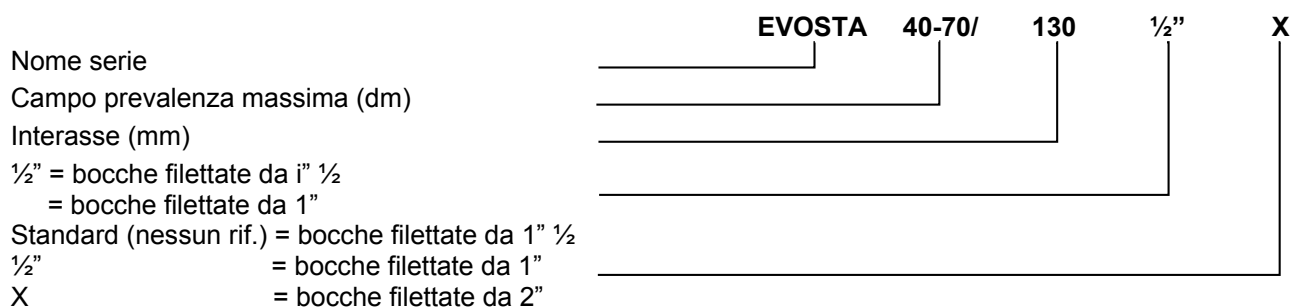 EVOSTA 40-70/ 130 ½” X
Nome serie
Campo prevalenza massima (dm)
Interasse (mm)
½” = bocche filettate da i” ½
= bocche filettate da 1”
Standard (nessun rif.) = bocche filettate da 1” ½
½” = bocche filettate da 1”
X = bocche filettate da 2”